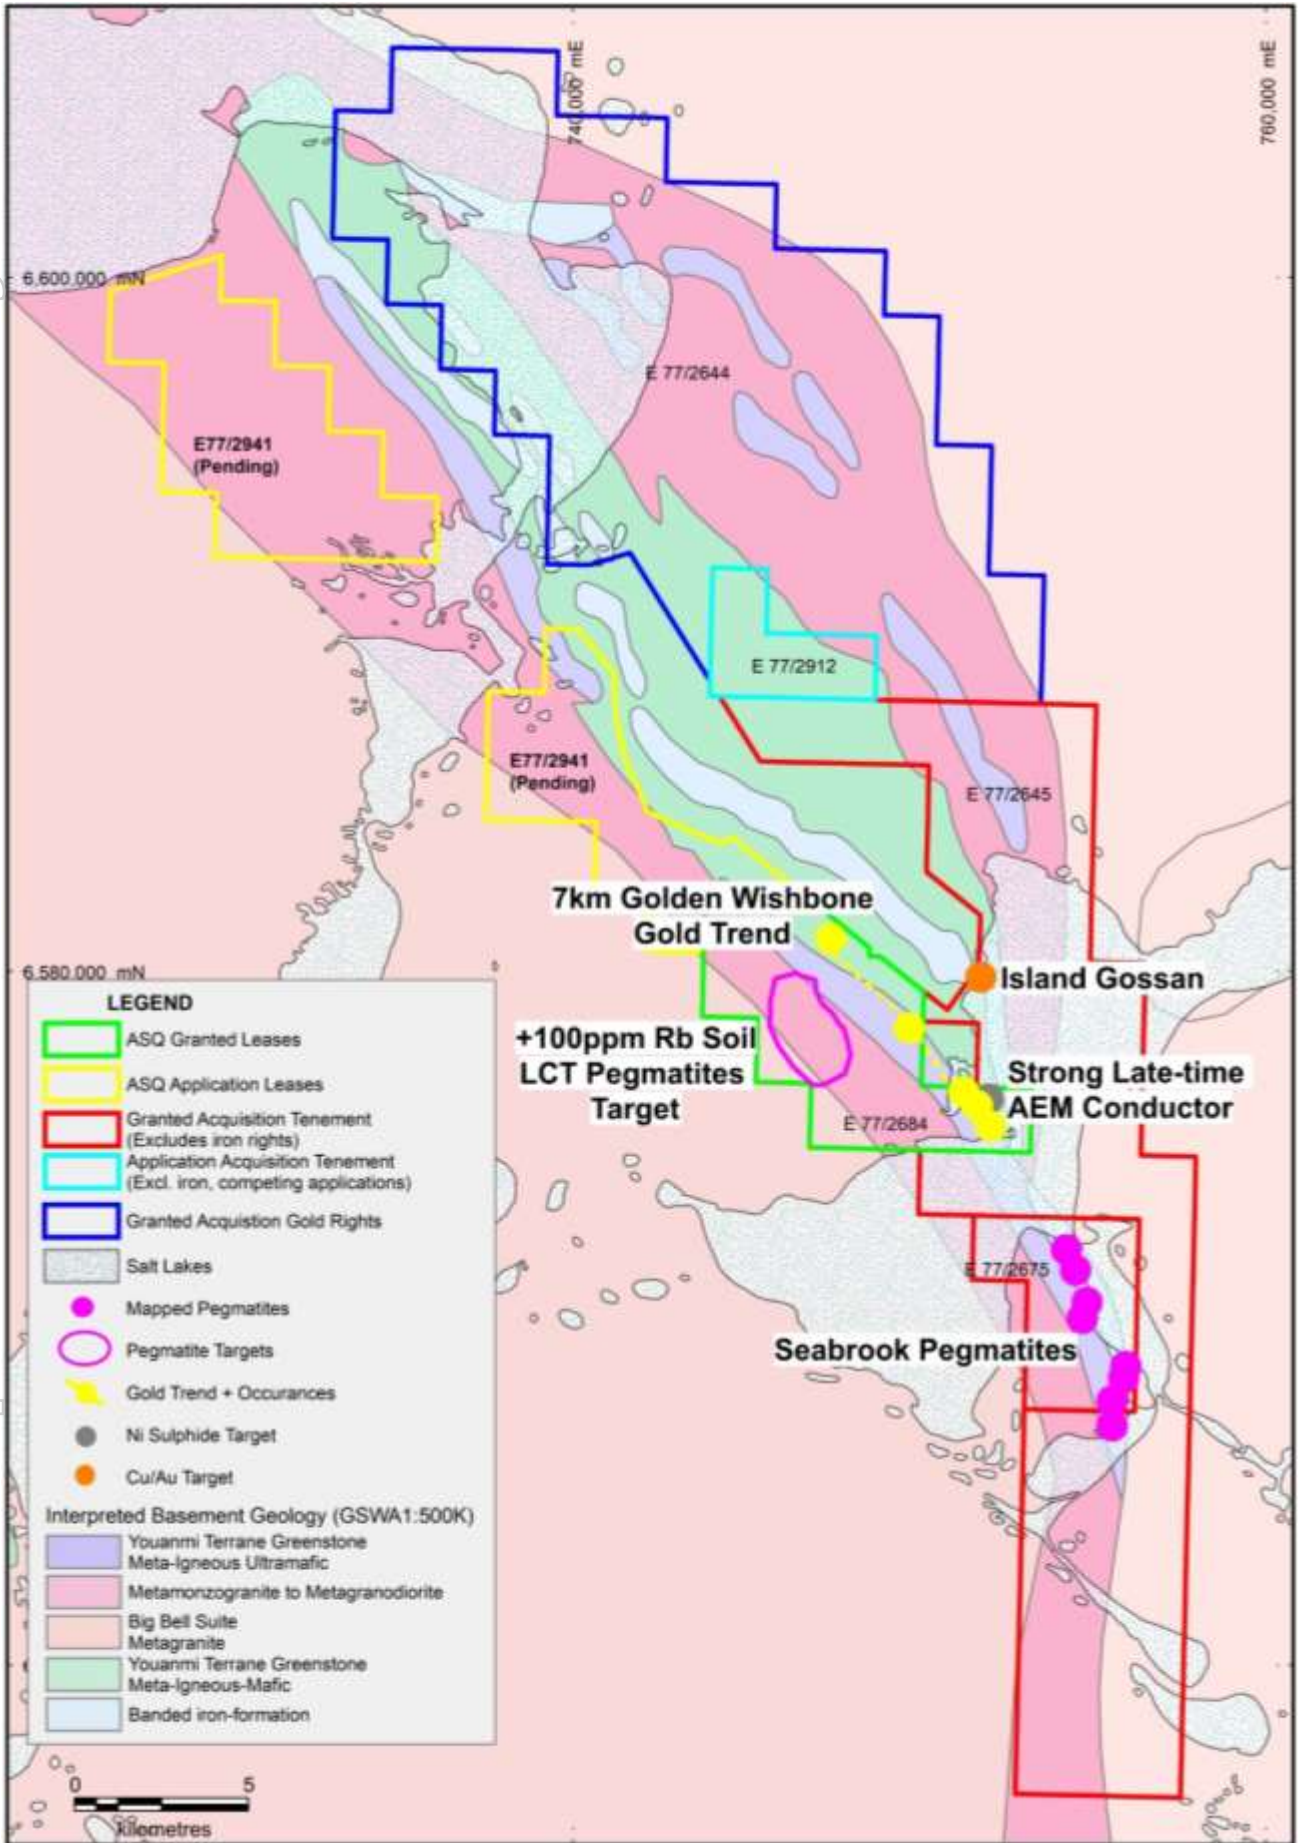 740,000 mE
760,000 mE
6,600,000 mN
E 77/2644
E77/2941
(Pending)
E 77/2912
E77/2941
(Pending)
E 77/2645
7km Golden Wishbone
Gold Trend
6,580,000 mN
Island Gossan
+100ppm Rb Soil
LCT Pegmatites
Target
Strong Late-time
AEM Conductor
E 77/2684
E 77/2675
Seabrook Pegmatites
LEGEND
ASQ Granted Leases
ASQ Application Leases
Granted Acquisition Tenement
(Excludes iron rights)
Application Acquisition Tenement
(Excl. iron, competing applications)
Granted Acquistion Gold Rights
Salt Lakes
Mapped Pegmatites
Pegmatite Targets
Gold Trend + Occurances
Ni Sulphide Target
Cu/Au Target
Interpreted Basement Geology (GSWA1:500K)
Youanmi Terrane Greenstone
Meta-Igneous Ultramafic
Metamonzogranite to Metagranodiorite
Big Bell Suite
Metagranite
Youanmi Terrane Greenstone
Meta-Igneous-Mafic
Banded iron-formation
0 5
kilometres